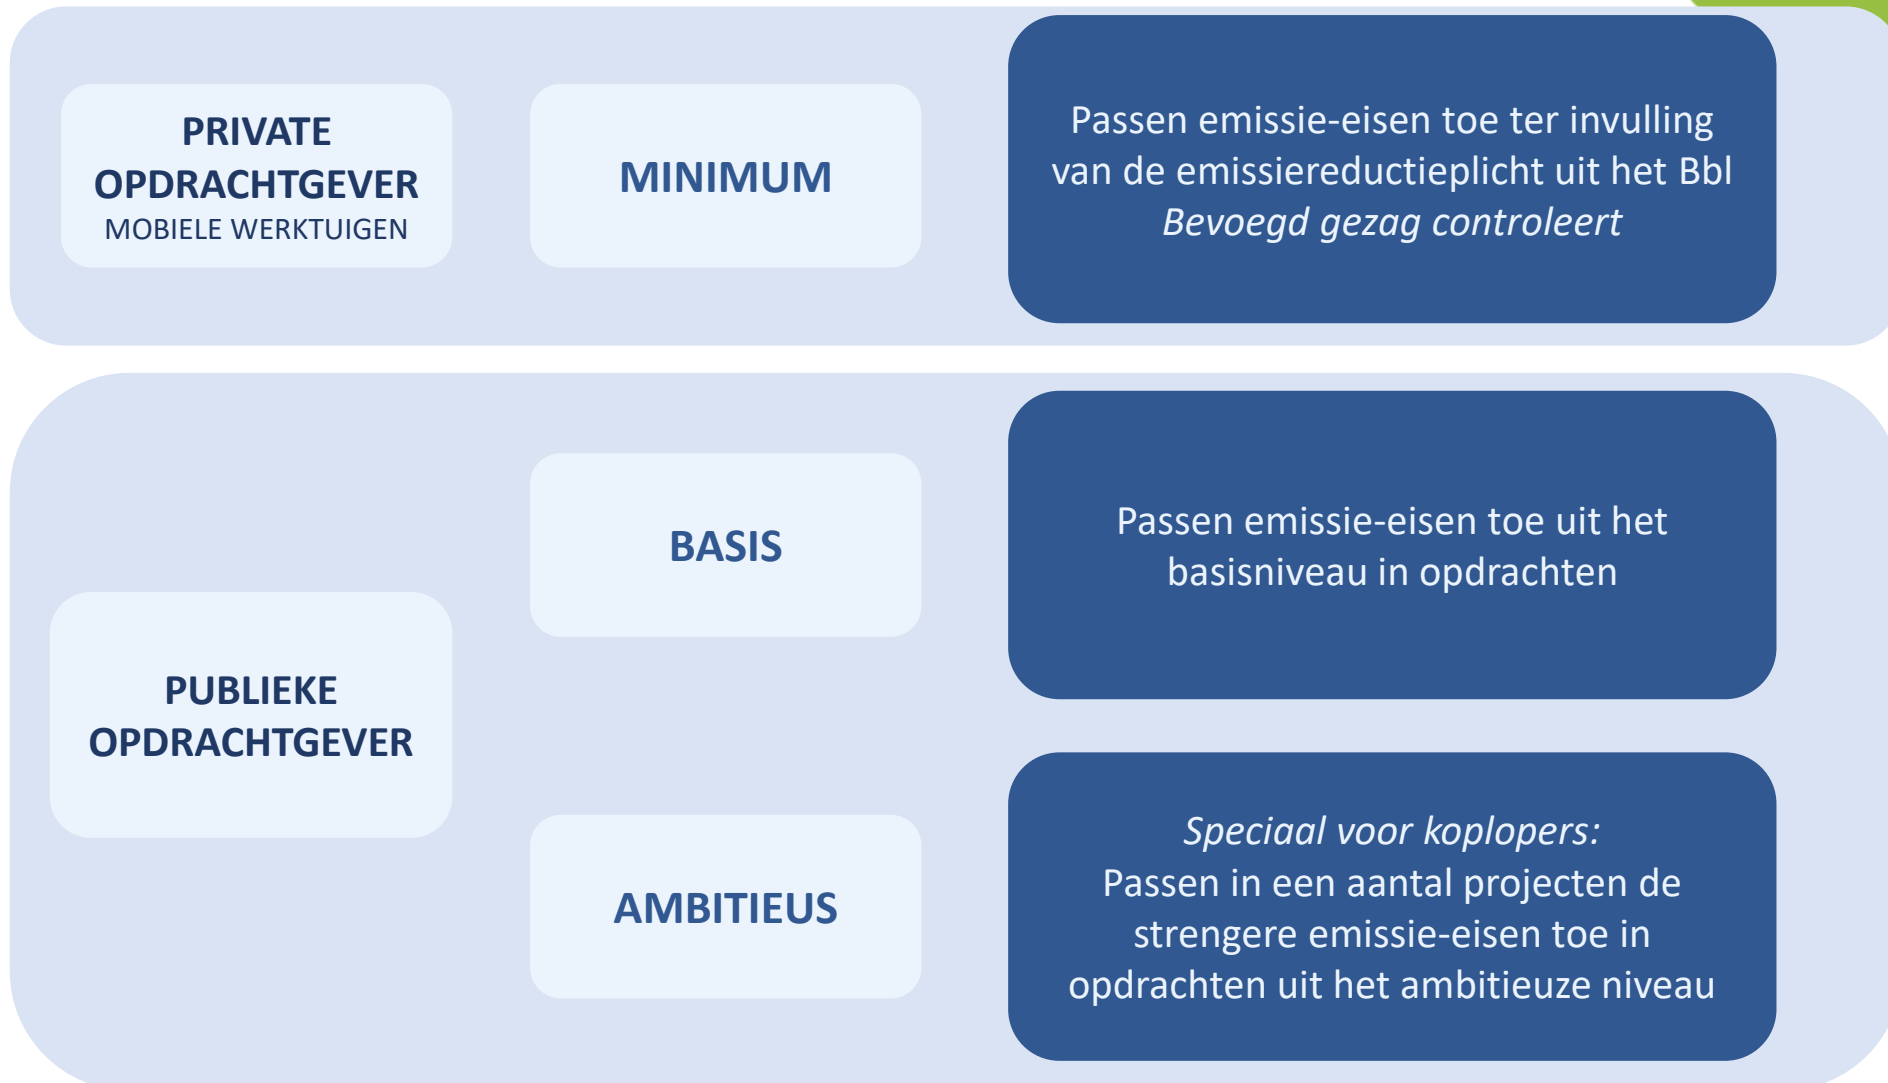 PRIVATE
OPDRACHTGEVER
MOBIELE WERKTUIGEN
MINIMUM
Passen emissie-eisen toe ter invulling
van de emissiereductieplicht uit het Bbl
Bevoegd gezag controleert
PUBLIEKE
OPDRACHTGEVER
BASIS
Passen emissie-eisen toe uit het
basisniveau in opdrachten
AMBITIEUS
Speciaal voor koplopers:
Passen in een aantal projecten de
strengere emissie-eisen toe in
opdrachten uit het ambitieuze niveau